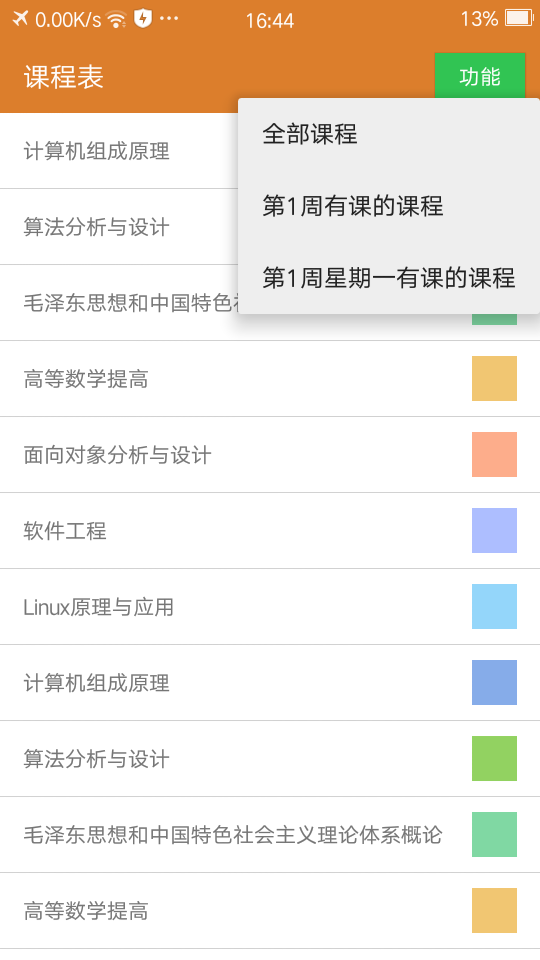 0.00K/s 16:44 13%
课程表 功能
计算机组成原理
全部课程
算法分析与设计
第1周有课的课程
毛泽东思想和中国特色
第1周星期一有课的课程
高等数学提高
面向对象分析与设计
软件工程
Linux原理与应用
计算机组成原理
算法分析与设计
毛泽东思想和中国特色社会主义理论体系概论
高等数学提高